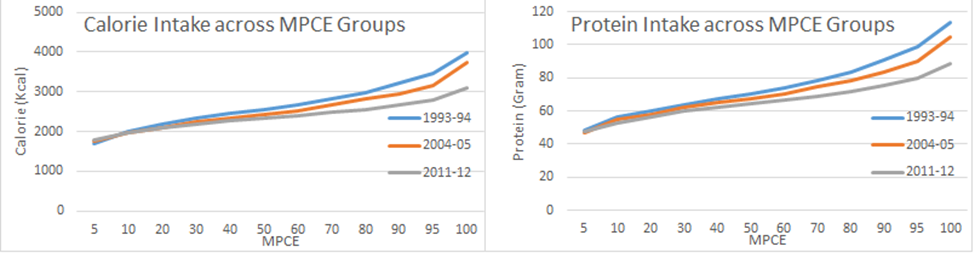 Calorie Intake across MPCE Groups
Calorie (Kcal)
5000
4000
3000
2000
1000
0
1993-94
2004-05
2011-12
5 10 20 30 40 50 60 70 80 90 95 100
MPCE
Protein Intake across MPCE Groups
Protein (Gram)
120
100
80
60
40
20
0
1993-94
2004-05
2011-12
5 10 20 30 40 50 60 70 80 90 95 100
MPCE